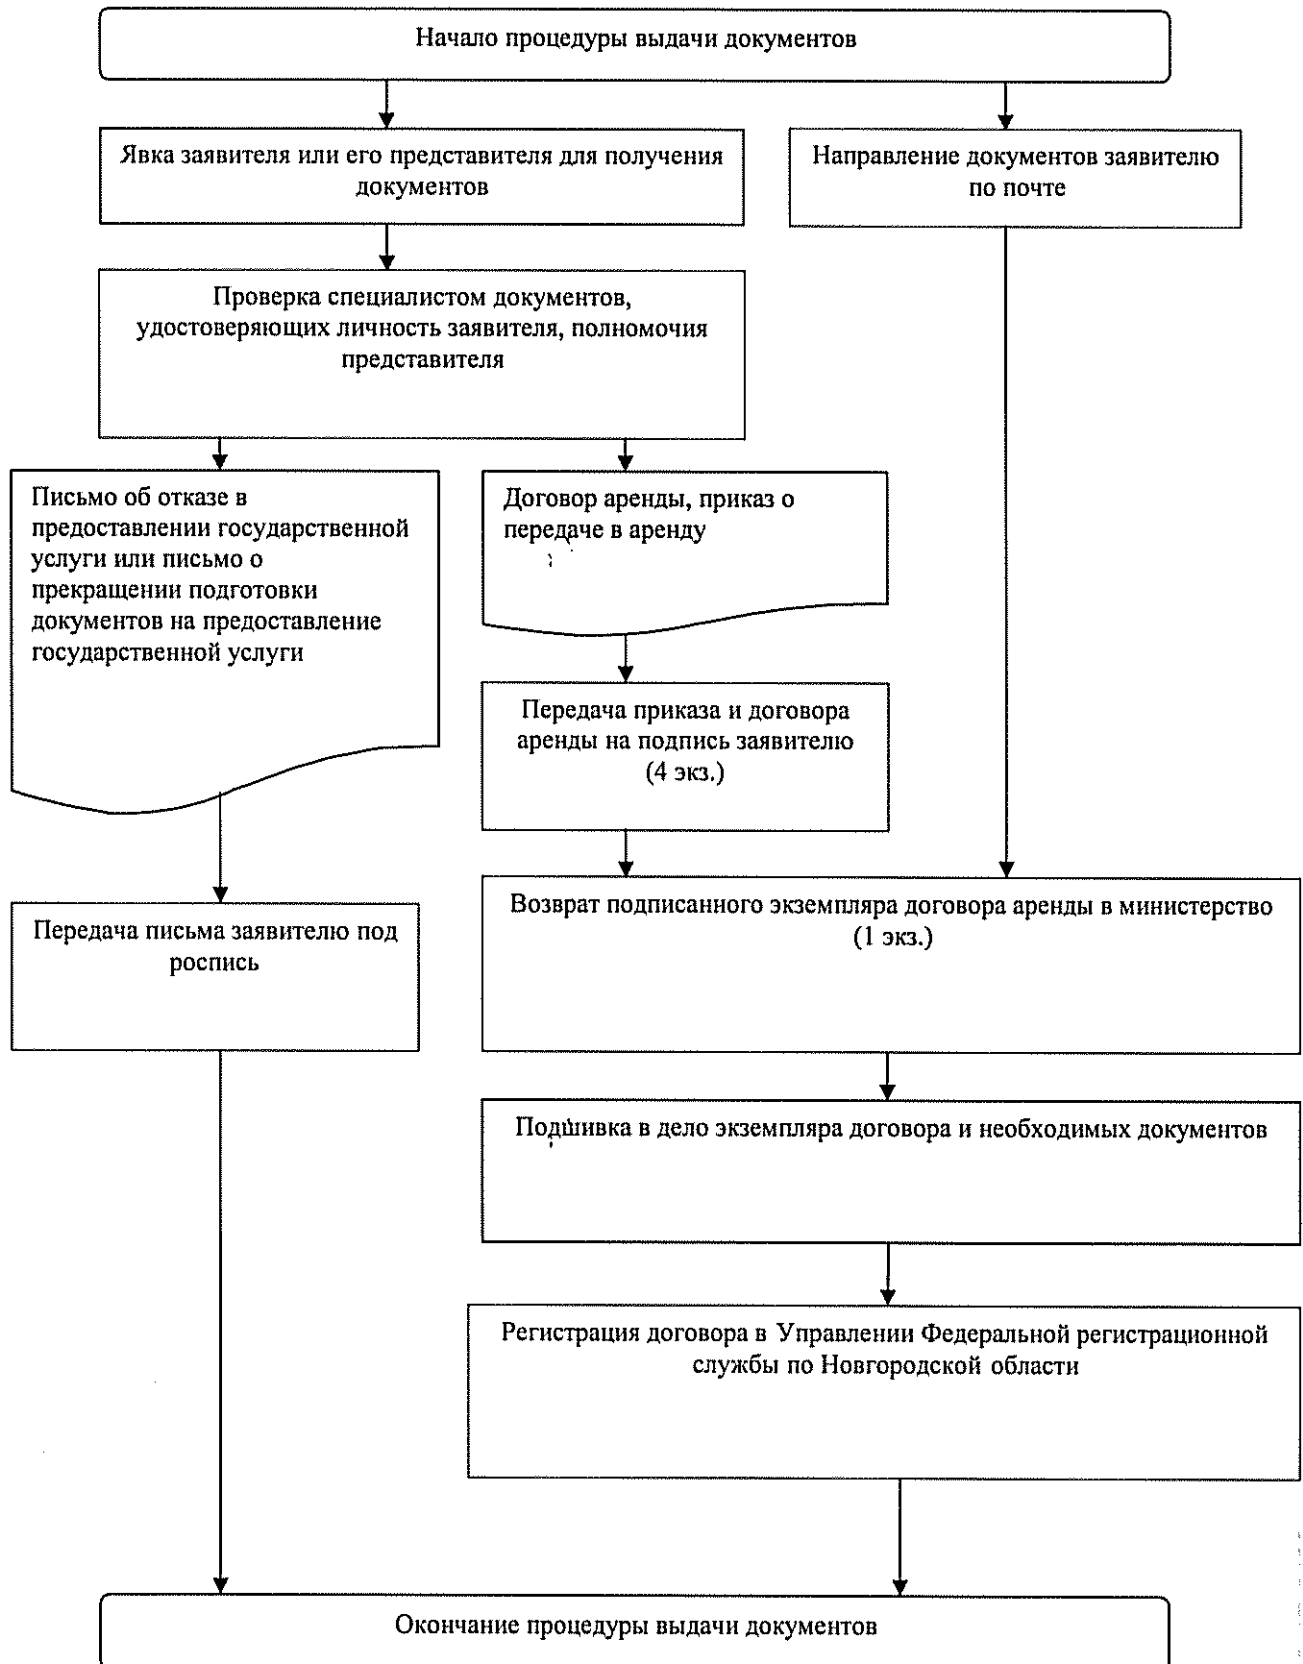 Начало процедуры выдачи документов
Явка заявителя или его представителя для получения
документов
Направление документов заявителю
по почте
Проверка специалистом документов,
удостоверяющих личность заявителя, полномочия
представителя
Письмо об отказе в
предоставлении государственной
услуги или письмо о
прекращении подготовки
документов на предоставление
государственной услуги
Договор аренды, приказ о
передаче в аренду
Передача приказа и договора
аренды на подпись заявителю
(4 экз.)
Передача письма заявителю под
роспись
Возврат подписанного экземпляра договора аренды в министерство
(1 экз.)
Подшивка в дело экземпляра договора и необходимых документов
Регистрация договора в Управлении Федеральной регистрационной
службы по Новгородской области
Окончание процедуры выдачи документов